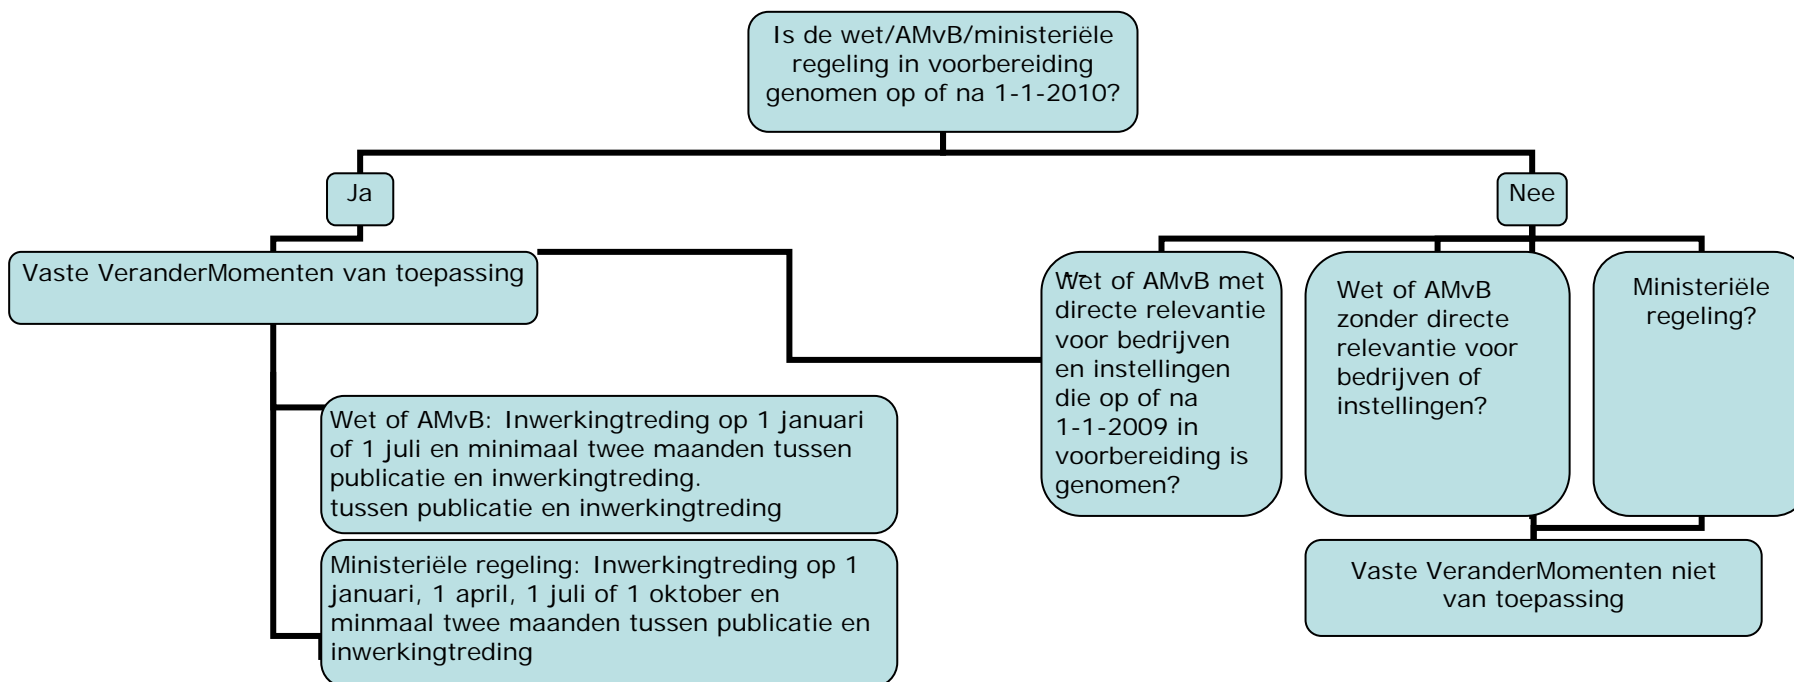 Is de wet/AMvB/ministeriële
regeling in voorbereiding
genomen op of na 1-1-2010?
Ja
Nee
Vaste VeranderMomenten van toepassing
Wet of AMvB met
directe relevantie
voor bedrijven
en instellingen
die op of na
1-1-2009 in
voorbereiding is
genomen?
Wet of AMvB
zonder directe
relevantie voor
bedrijven of
instellingen?
Ministeriële
regeling?
Wet of AMvB: Inwerkingtreding op 1 januari
of 1 juli en minimaal twee maanden tussen
publicatie en inwerkingtreding.
tussen publicatie en inwerkingtreding
Ministeriële regeling: Inwerkingtreding op 1
januari, 1 april, 1 juli of 1 oktober en
minmaal twee maanden tussen publicatie en
inwerkingtreding
Vaste VeranderMomenten niet
van toepassing